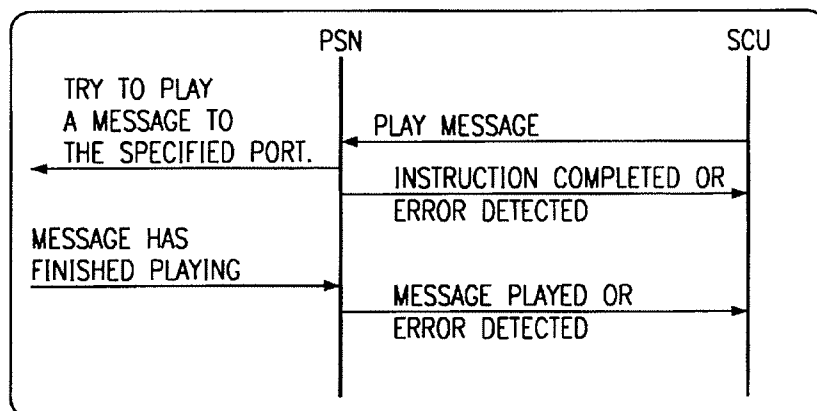 PSN
SCU
TRY TO PLAY
A MESSAGE TO
THE SPECIFIED PORT.
PLAY MESSAGE
INSTRUCTION COMPLETED OR
ERROR DETECTED
MESSAGE HAS
FINISHED PLAYING
MESSAGE PLAYED OR
ERROR DETECTED